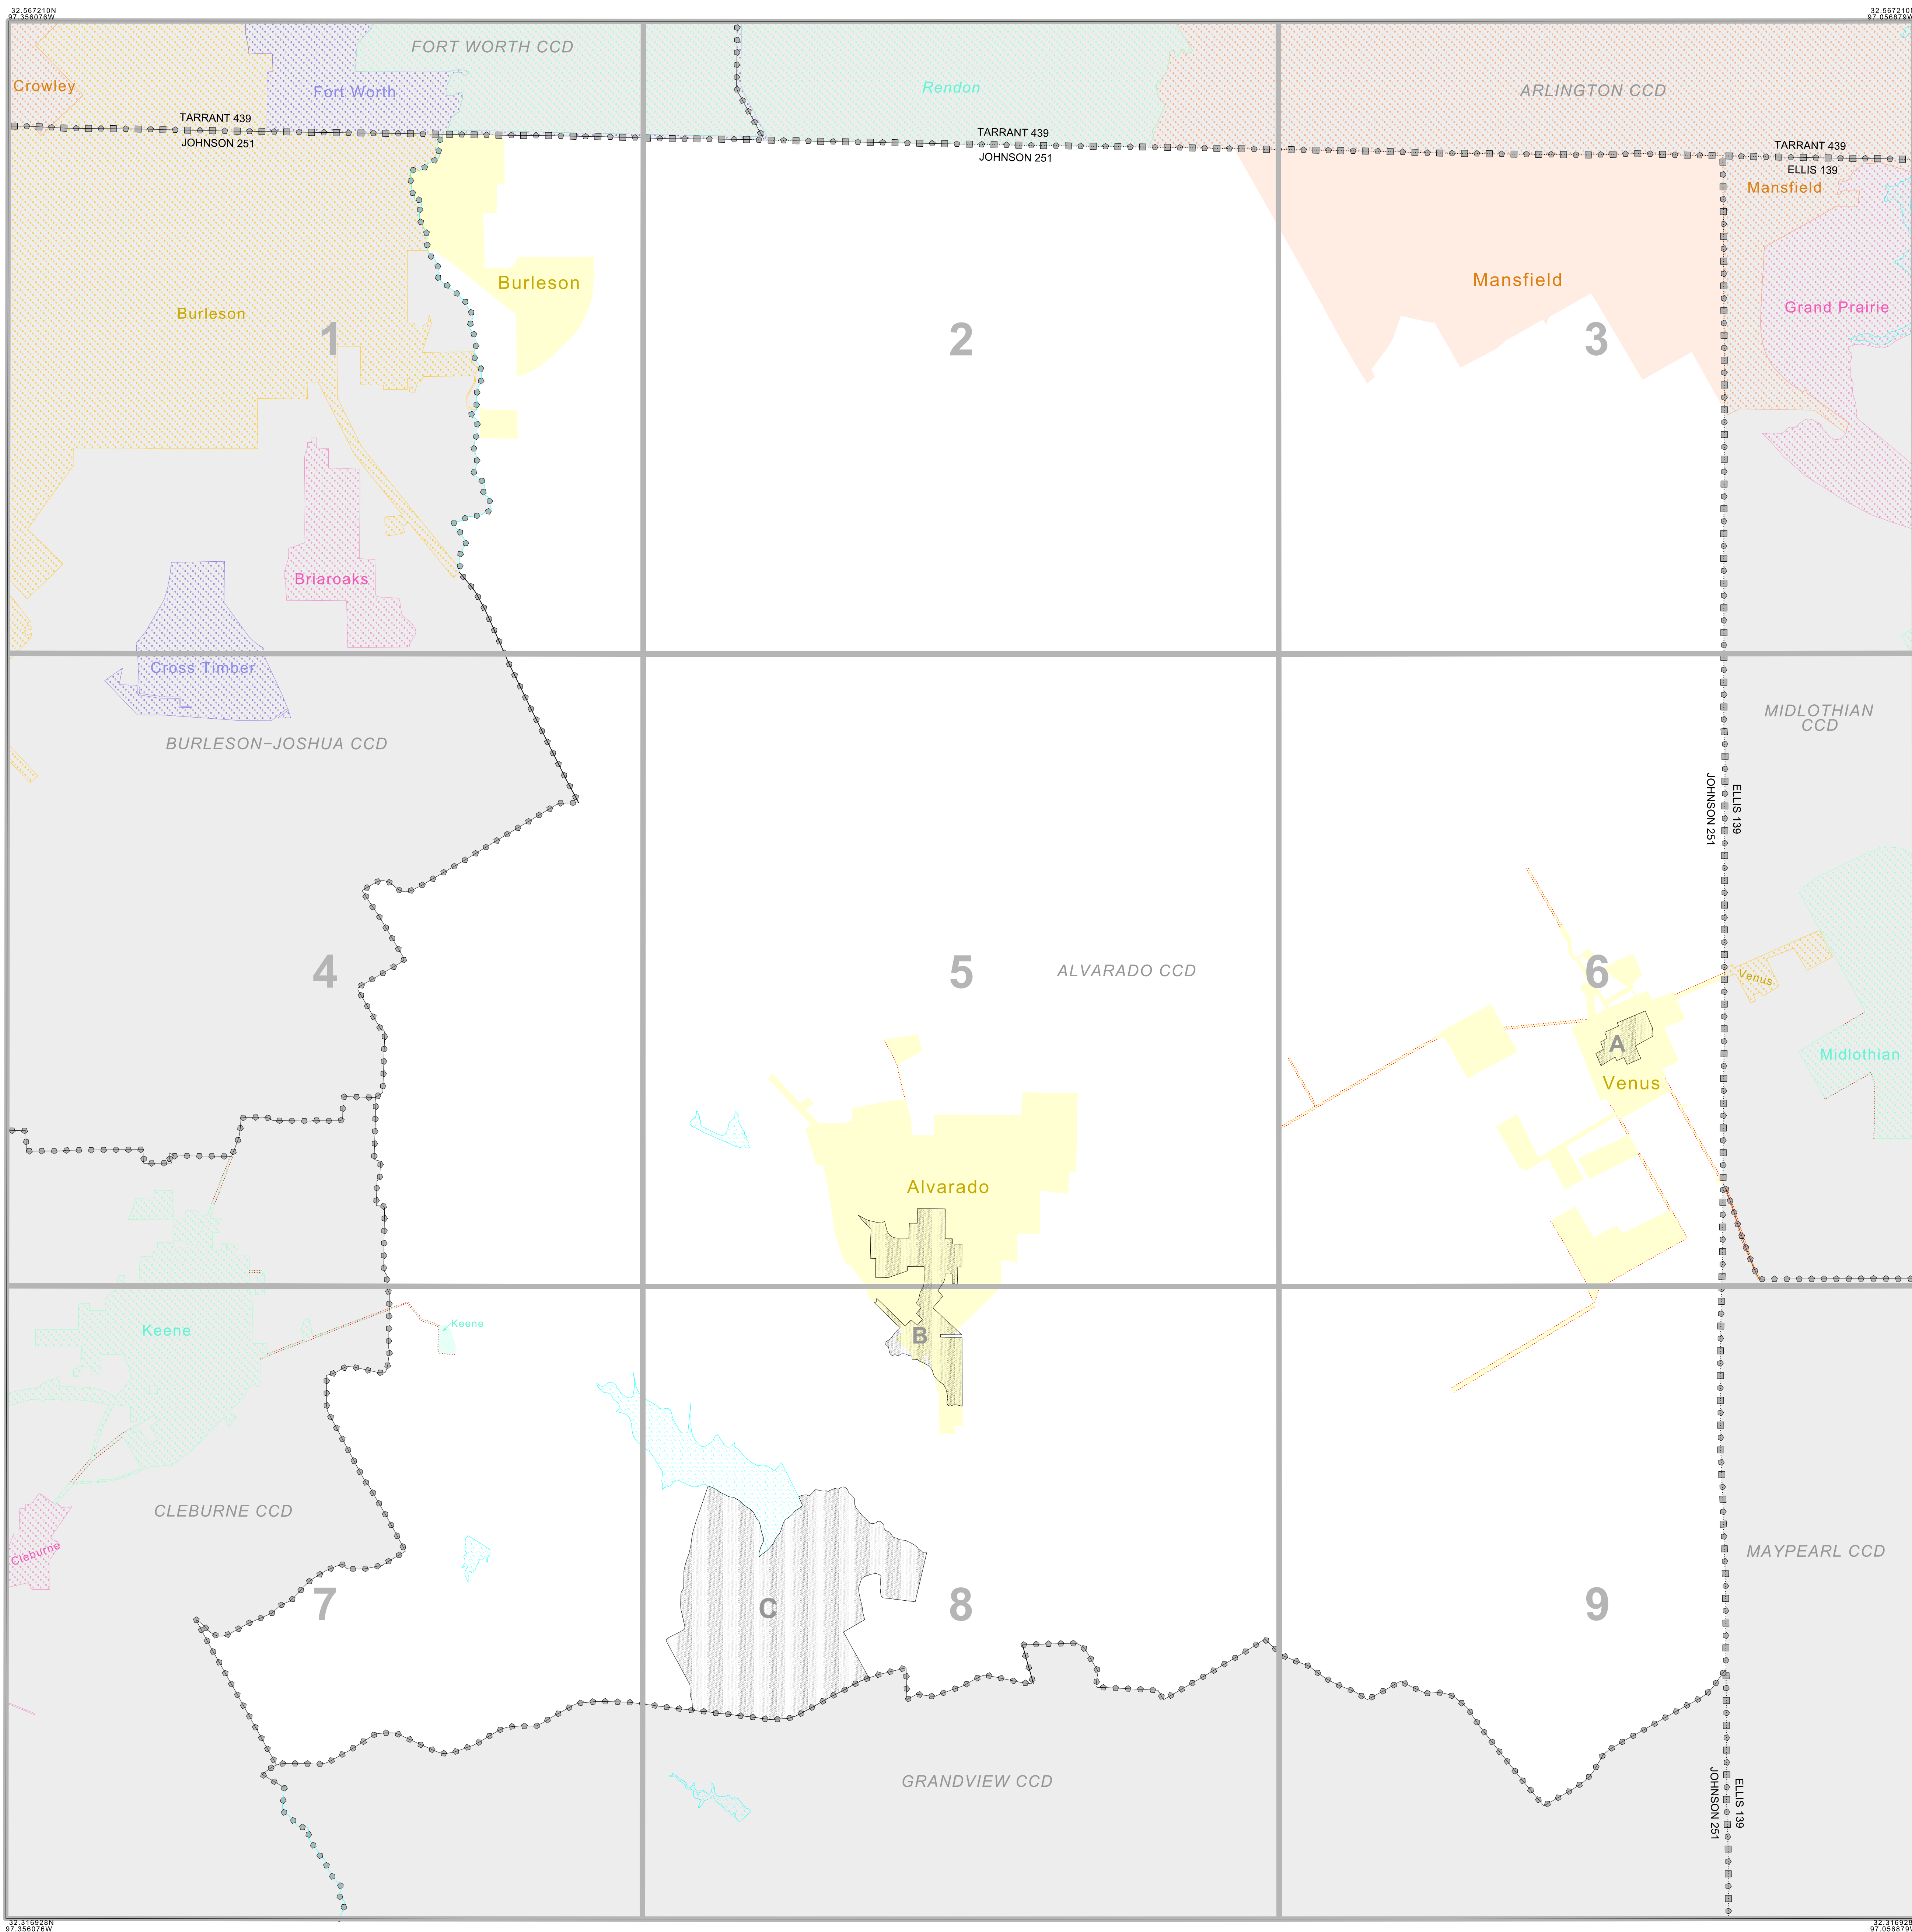 32.567210N
97.356076W
32.567210N
97.056879W
FORT WORTH CCD
Crowley
Fort Worth
Rendon
ARLINGTON CCD
TARRANT 439
JOHNSON 251
TARRANT 439
JOHNSON 251
TARRANT 439
ELLIS 139
Mansfield
Burleson
Mansfield
Burleson
Grand Prairie
1
2
3
Briaroaks
Cross Timber
BURLESON-JOSHUA CCD
MIDLOTHIAN
CCD
ELLIS 139
JOHNSON 251
4
5
ALVARADO CCD
6
Venus
A
Venus
Midlothian
Alvarado
Keene
Keene
B
CLEBURNE CCD
Cleburne
MAYPEARL CCD
7
C
8
9
GRANDVIEW CCD
ELLIS 139
JOHNSON 251
32.316928N
97.356076W
32.316928N
97.056879W